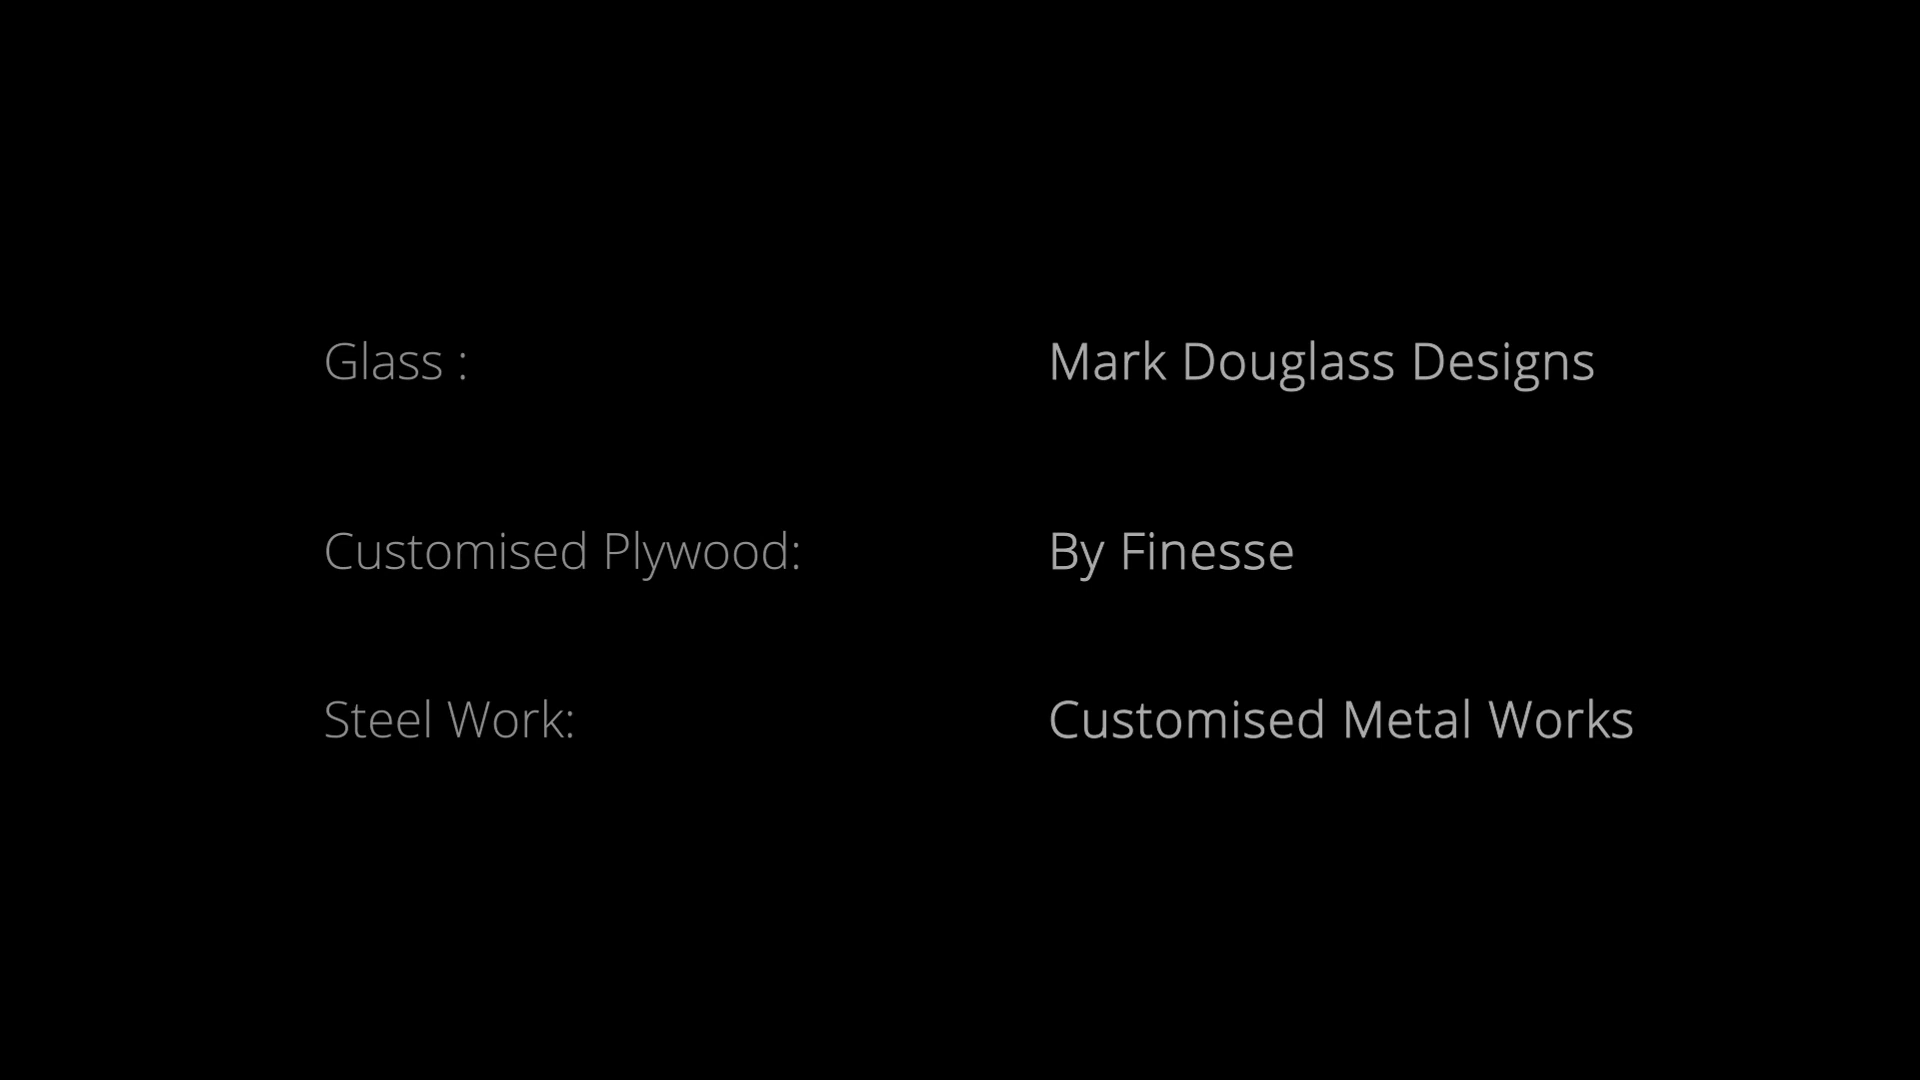 Glass : Mark Douglass Designs
Customised Plywood: By Finesse
Steel Work: Customised Metal Works